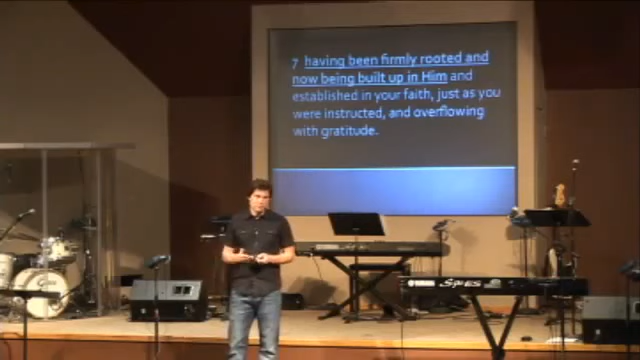 7 having been firmly rooted and
now being built up in Him and
established in your faith, just as you
were instructed, and overflowing
with gratitude.
YAMAHA